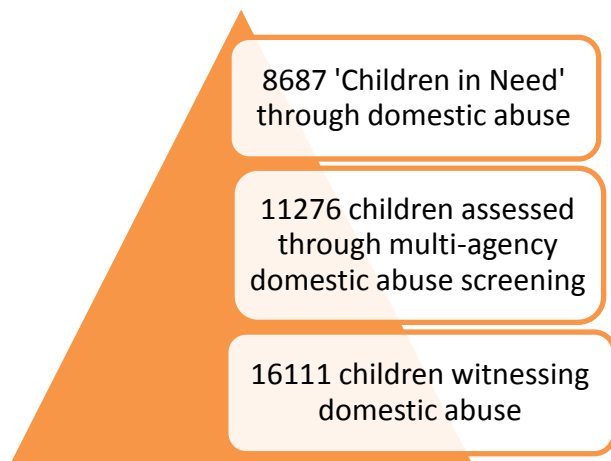 8687 'Children in Need'
through domestic abuse
11276 children assessed
through multi-agency
domestic abuse screening
16111 children witnessing
domestic abuse